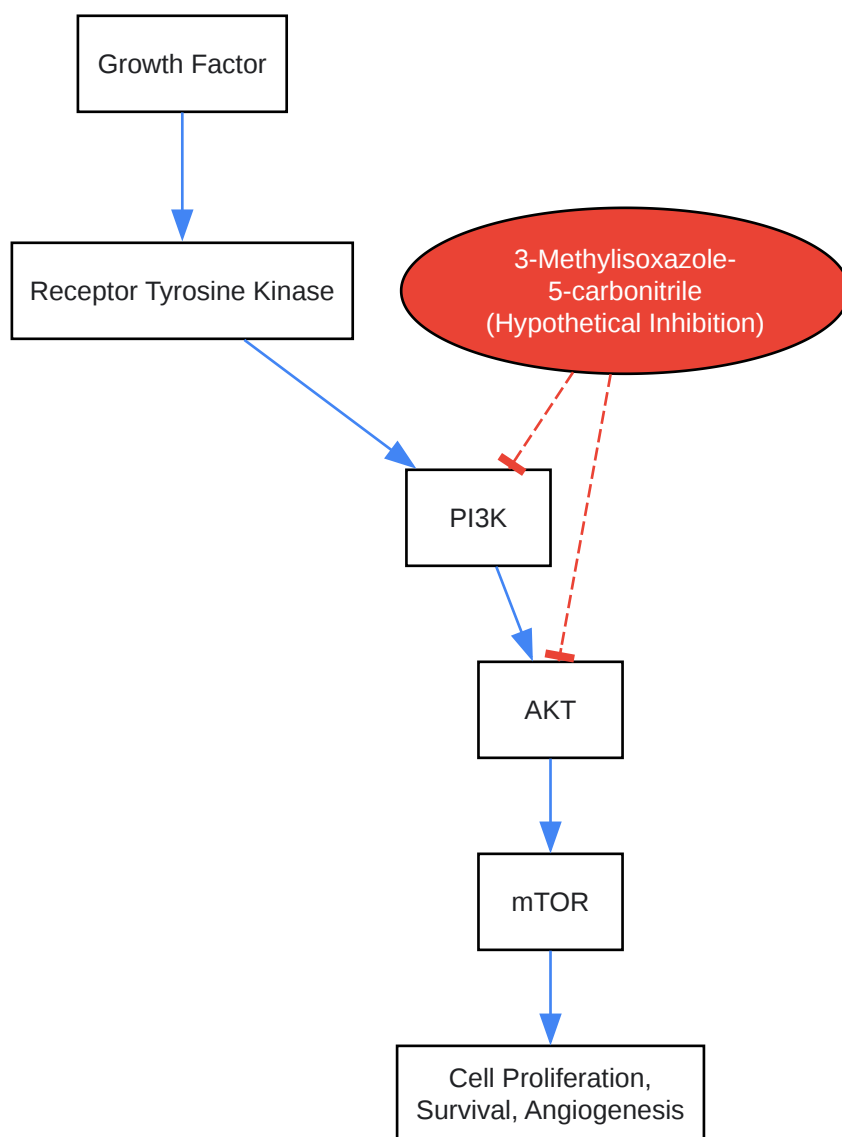 Growth Factor
Receptor Tyrosine Kinase
3-Methylisoxazole-
5-carbonitrile
(Hypothetical Inhibition)
PI3K
AKT
mTOR
Cell Proliferation,
Survival, Angiogenesis